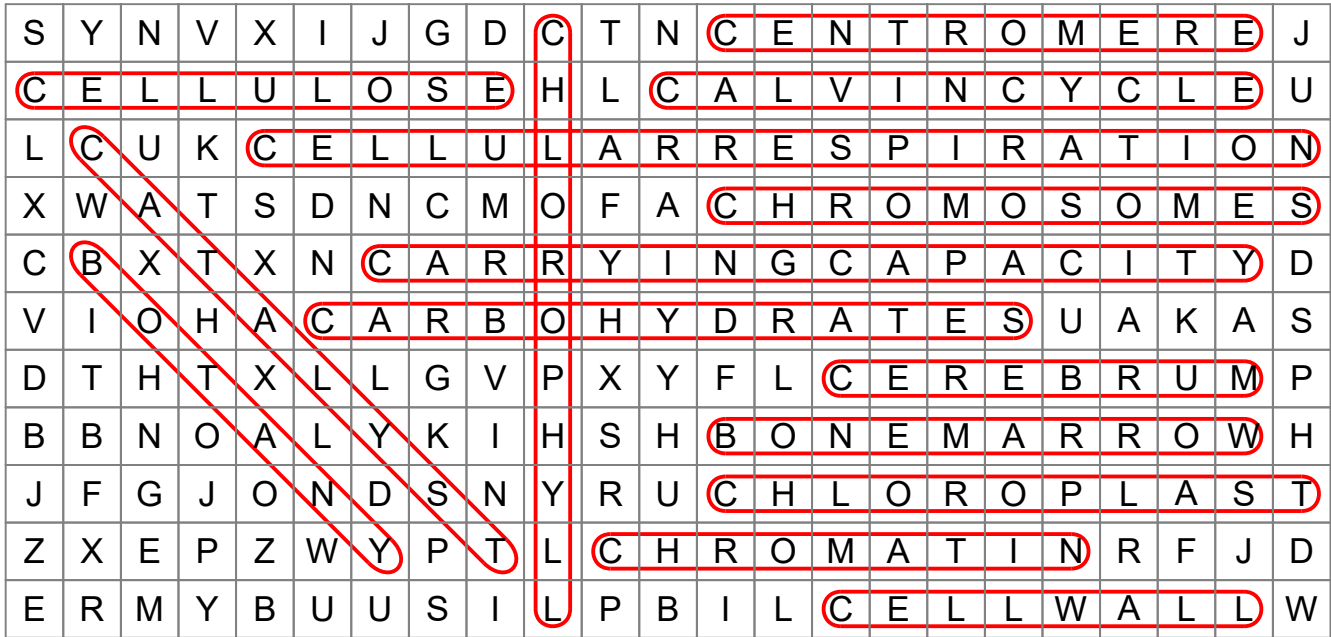 S Y N V X I J G D C T N C E N T R O M E R E J
C E L L U L O S E H L C A L V I N C Y C L E U
L C U K C E L L U L A R R E S P I R A T I O N
X W A T S D N C M O F A C H R O M O S O M E S
C B X T X N C A R R Y I N G C A P A C I T Y D
V I O H A C A R B O H Y D R A T E S U A K A S
D T H T X L L G V P X Y F L C E R E B R U M P
B B N O A L Y K I H S H B O N E M A R R O W H
J F G J O N D S N Y R U C H L O R O P L A S T
Z X E P Z W Y P T L C H R O M A T I N R F J D
E R M Y B U U S I L P B I L C E L L W A L L W